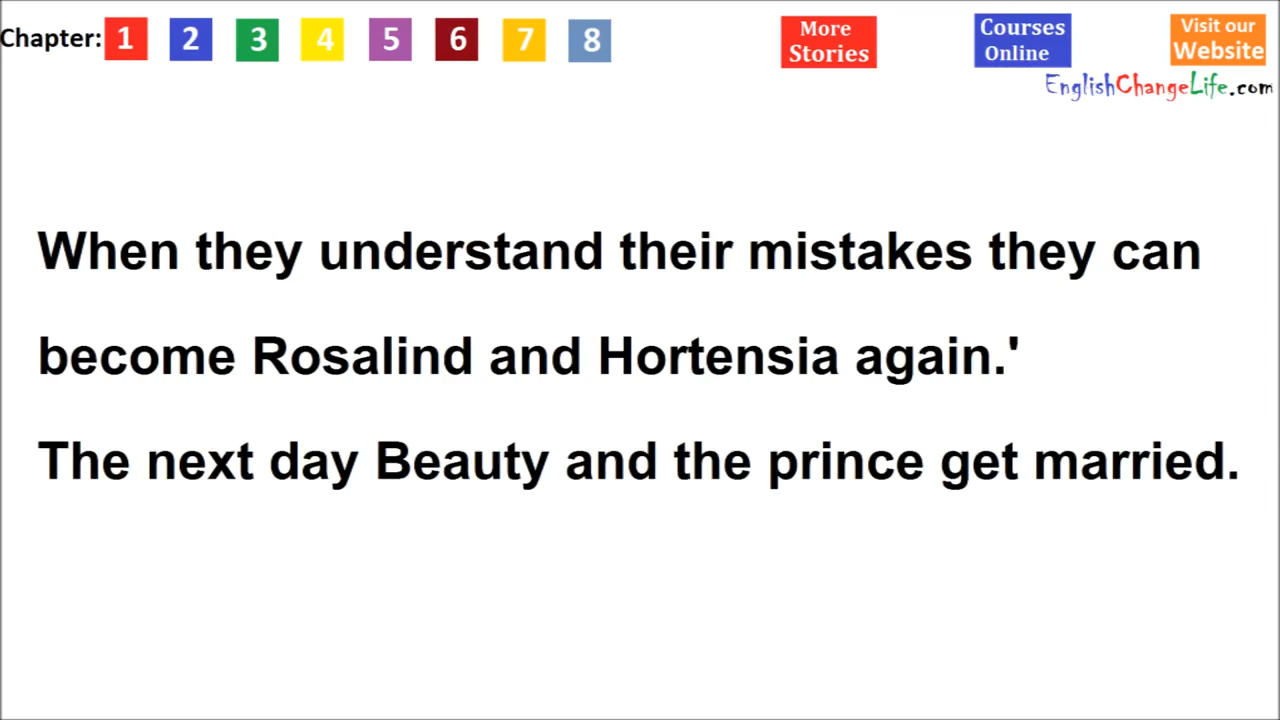 Chapter: 1 2 3 4 5 6 7 8
More
Stories
Courses
Online
Visit our
Website
EnglishChangeLife.com
When they understand their mistakes they can
become Rosalind and Hortensia again.'
The next day Beauty and the prince get married.